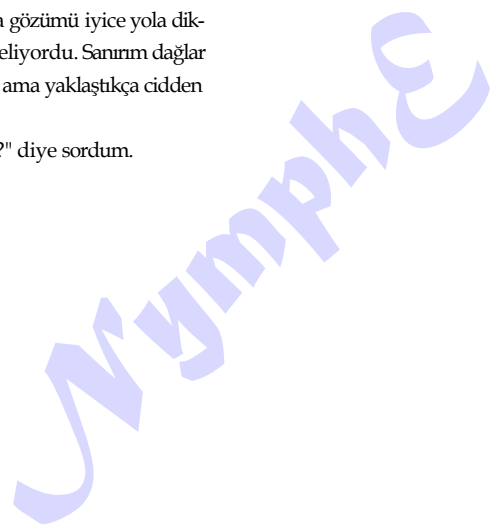 a gözümü iyice yola dik-
eliyordu. Sanırım dağlar
ama yaklaştıkça cidden
?" diye sordum.
NymphE